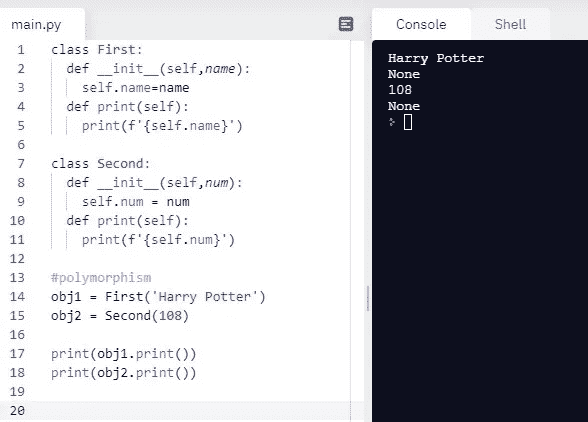 main.py
1 class First:
2   def __init__(self,name):
3     self.name=name
4   def print(self):
5     print(f'{self.name}')
6
7 class Second:
8   def __init__(self,num):
9     self.num = num
10   def print(self):
11     print(f'{self.num}')
12
13 #polymorphism
14 obj1 = First('Harry Potter')
15 obj2 = Second(108)
16
17 print(obj1.print())
18 print(obj2.print())
19
20
Console Shell
Harry Potter
None
108
None